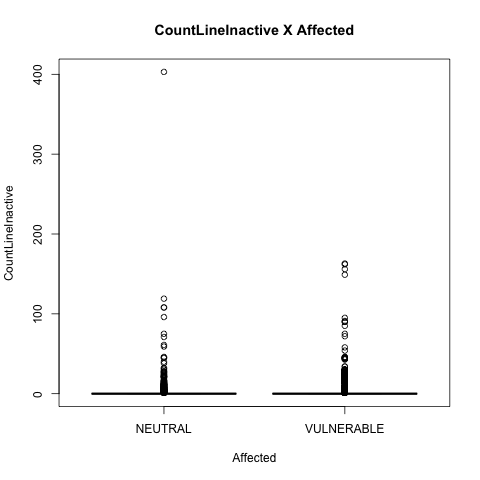 CountLineInactive X Affected
400
300
200
100
0
CountLineInactive
NEUTRAL
VULNERABLE
Affected